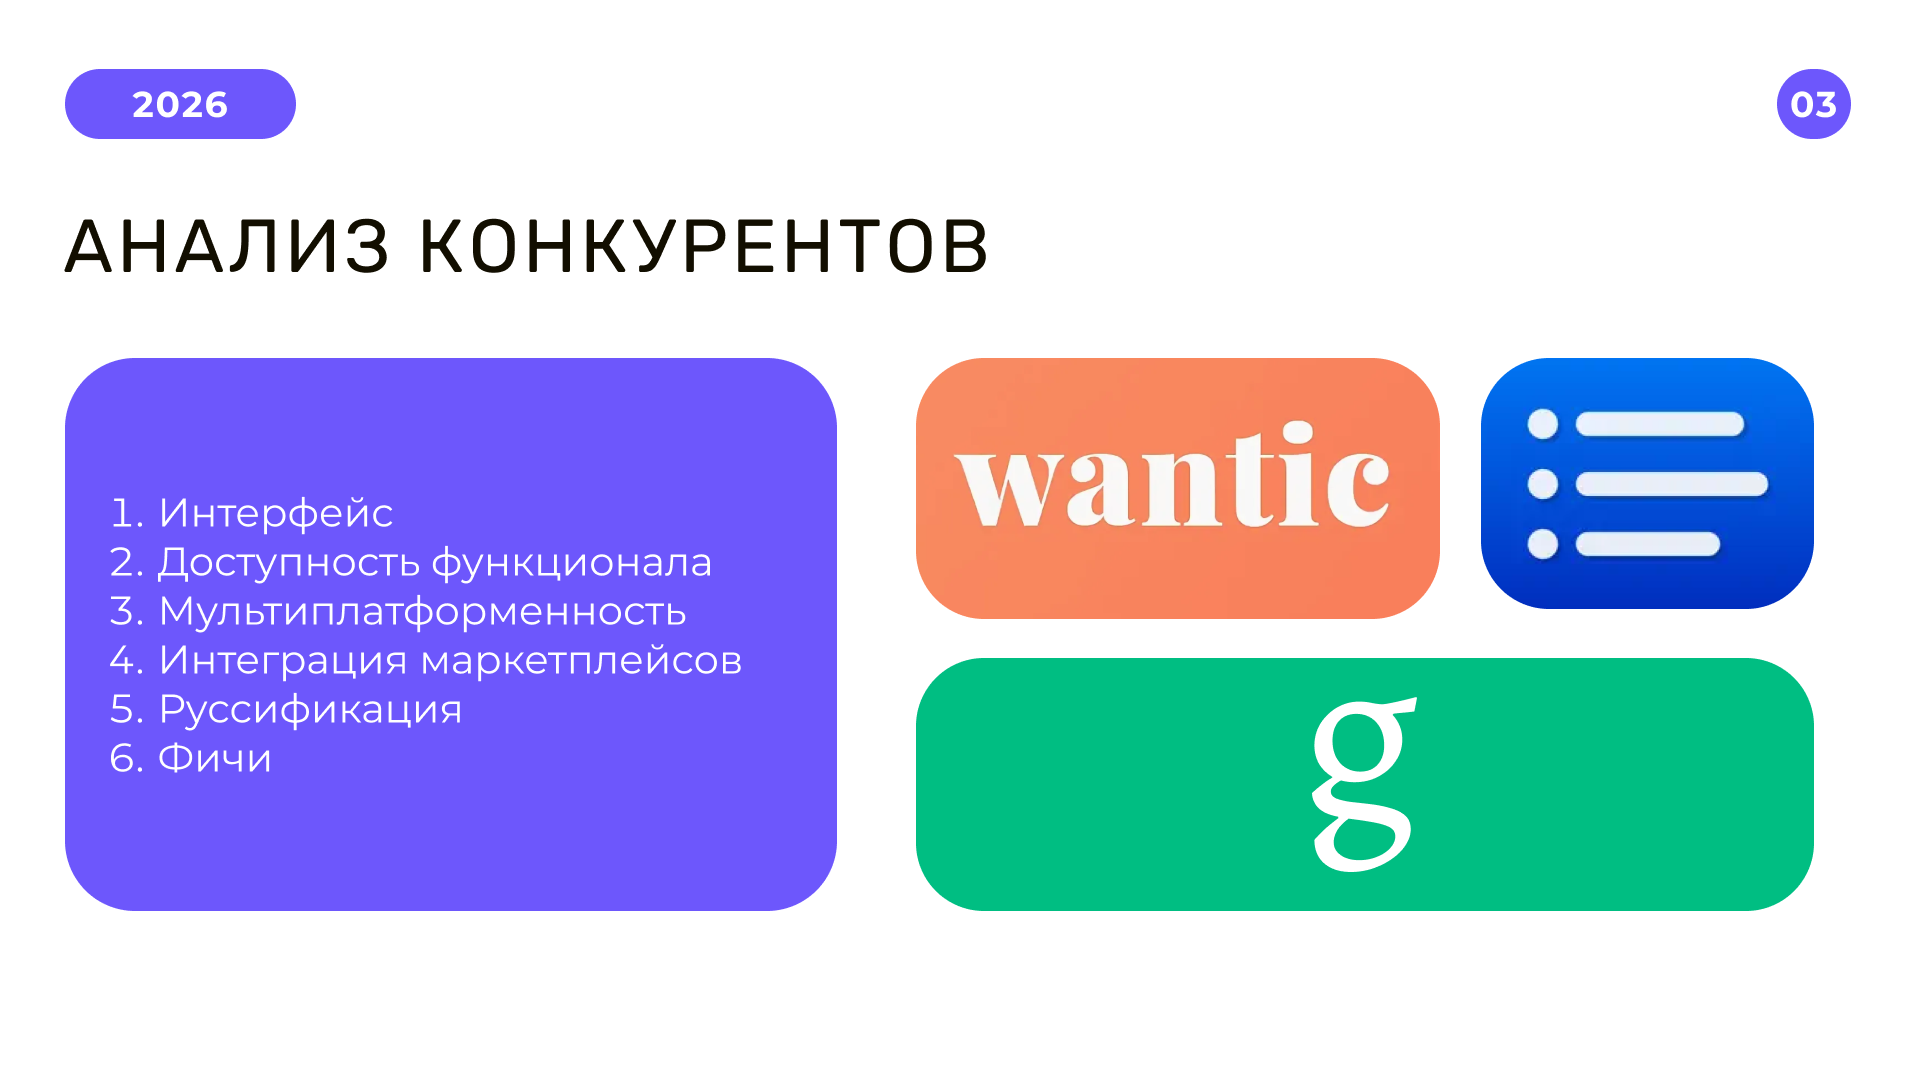 2026
03
АНАЛИЗ КОНКУРЕНТОВ
1. Интерфейс
2. Доступность функционала
3. Мультиплатформенность
4. Интеграция маркетплейсов
5. Руссификация
6. Фичи
wantic
g